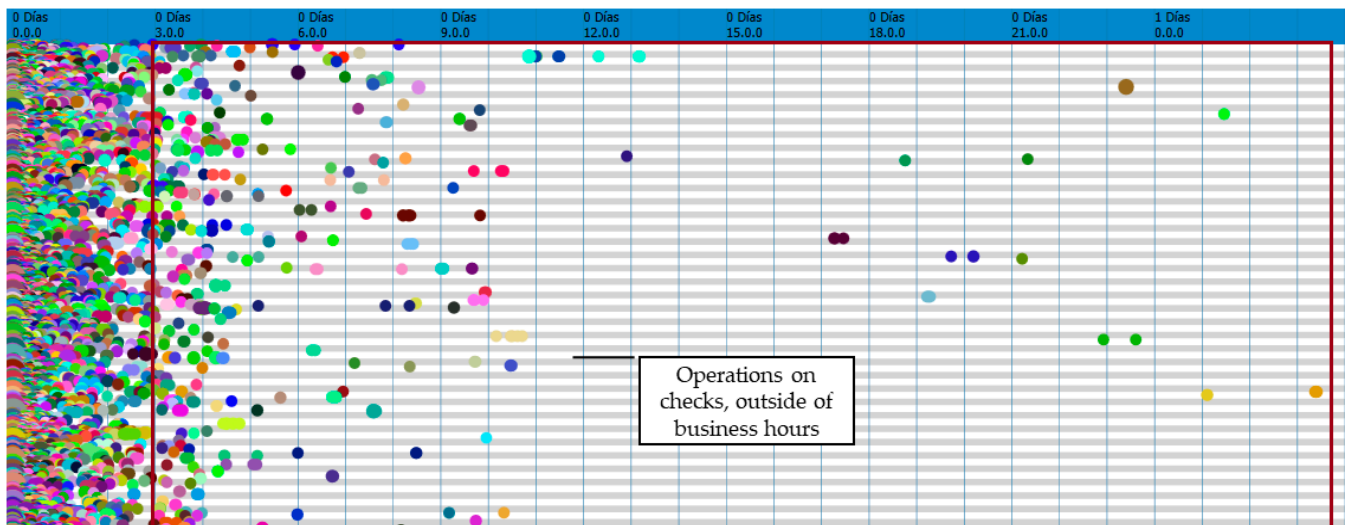 0 Días 0 Días 0 Días 0 Días 0 Días 0 Días 0 Días 0 Días 1 Días
0.0.0 3.0.0 6.0.0 9.0.0 12.0.0 15.0.0 18.0.0 21.0.0 0.0.0
Operations on
checks, outside of
business hours